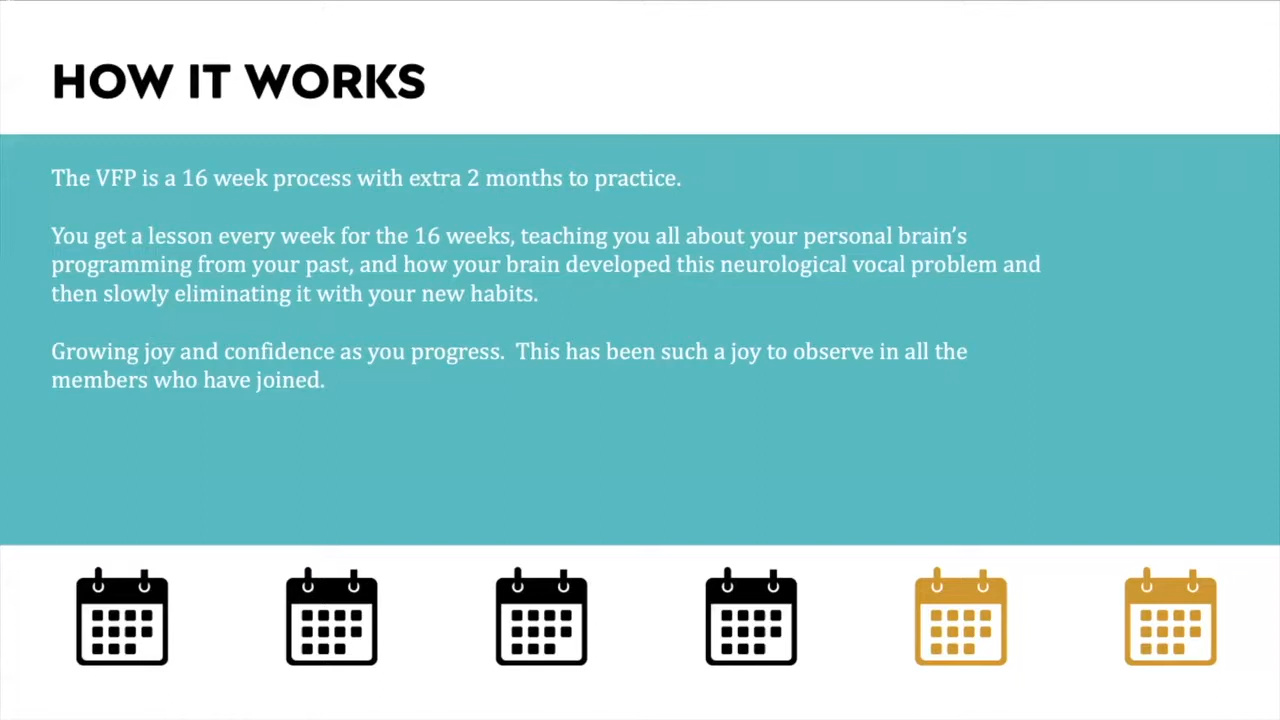 HOW IT WORKS
The VFP is a 16 week process with extra 2 months to practice.
You get a lesson every week for the 16 weeks, teaching you all about your personal brain’s
programming from your past, and how your brain developed this neurological vocal problem and
then slowly eliminating it with your new habits.
Growing joy and confidence as you progress.  This has been such a joy to observe in all the
members who have joined.